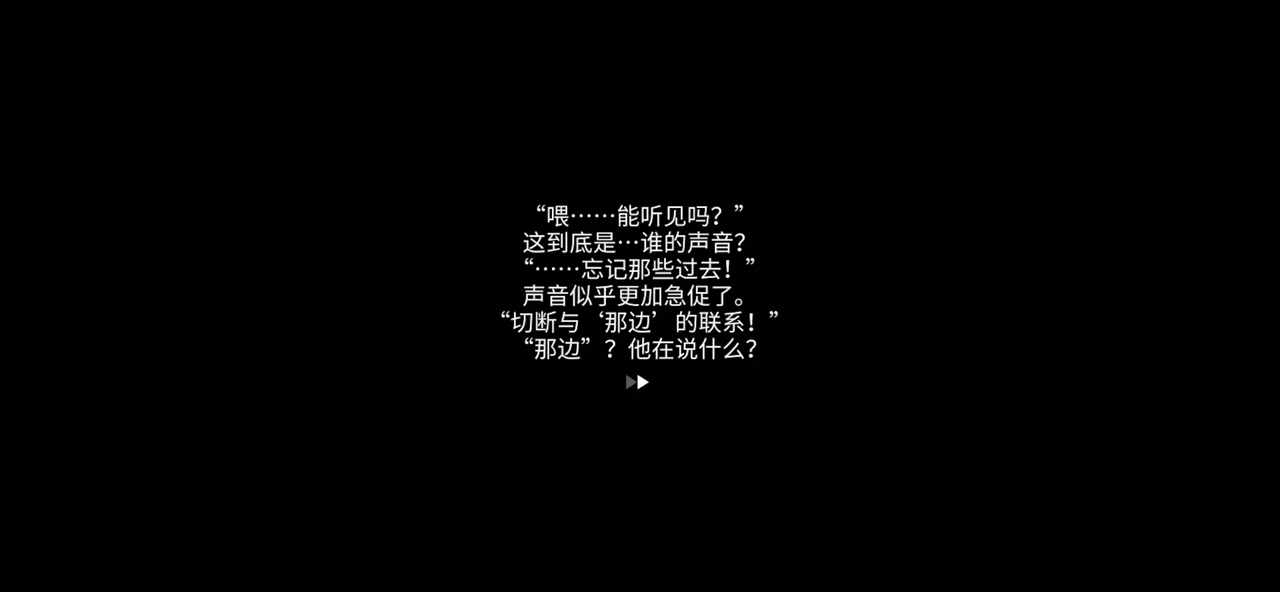 “喂……能听见吗？”
这到底是…谁的声音？
“……忘记那些过去！”
声音似乎更加急促了。
“切断与‘那边’的联系！”
“那边”？他在说什么？